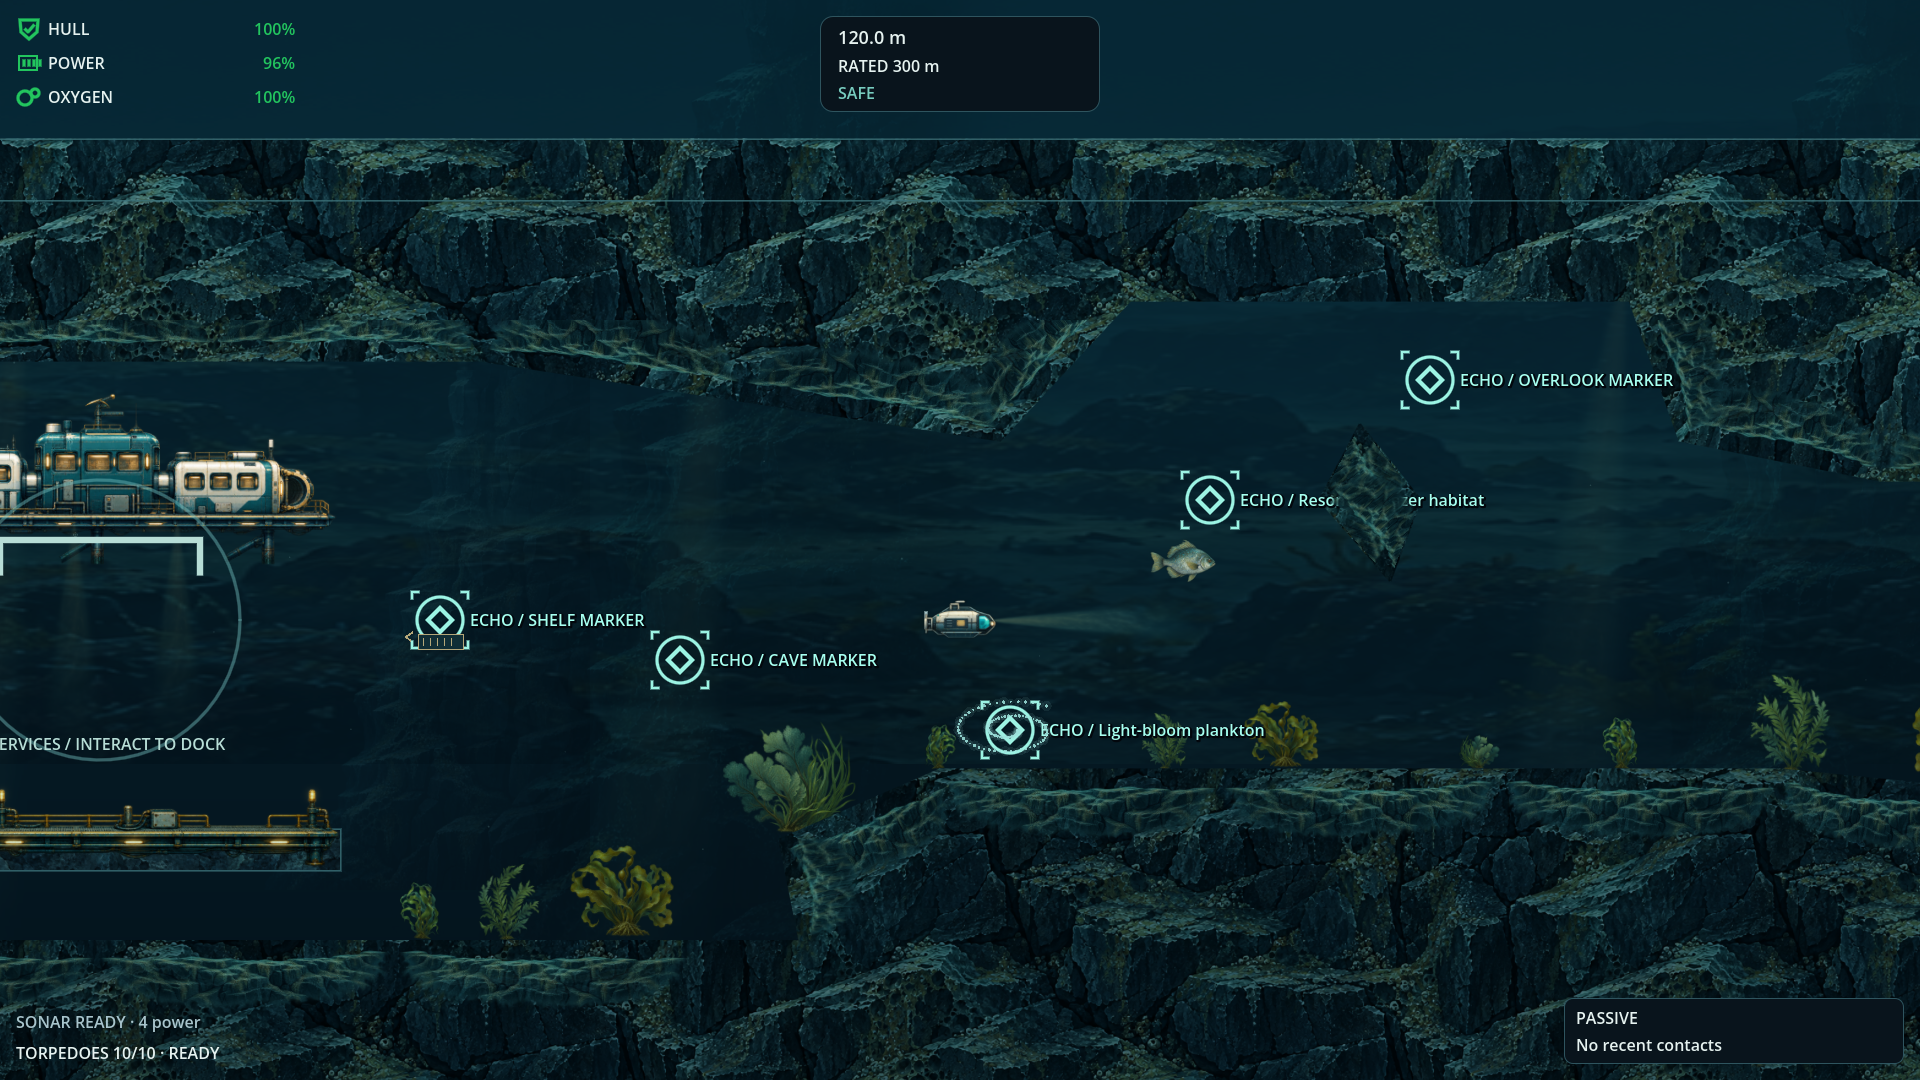 HULL 100%
POWER 96%
OXYGEN 100%
120.0 m
RATED 300 m
SAFE
ECHO / OVERLOOK MARKER
ECHO / Reso er habitat
ECHO / SHELF MARKER
ECHO / CAVE MARKER
ECHO / Light-bloom plankton
ERVICES / INTERACT TO DOCK
SONAR READY · 4 power
TORPEDOES 10/10 · READY
PASSIVE
No recent contacts